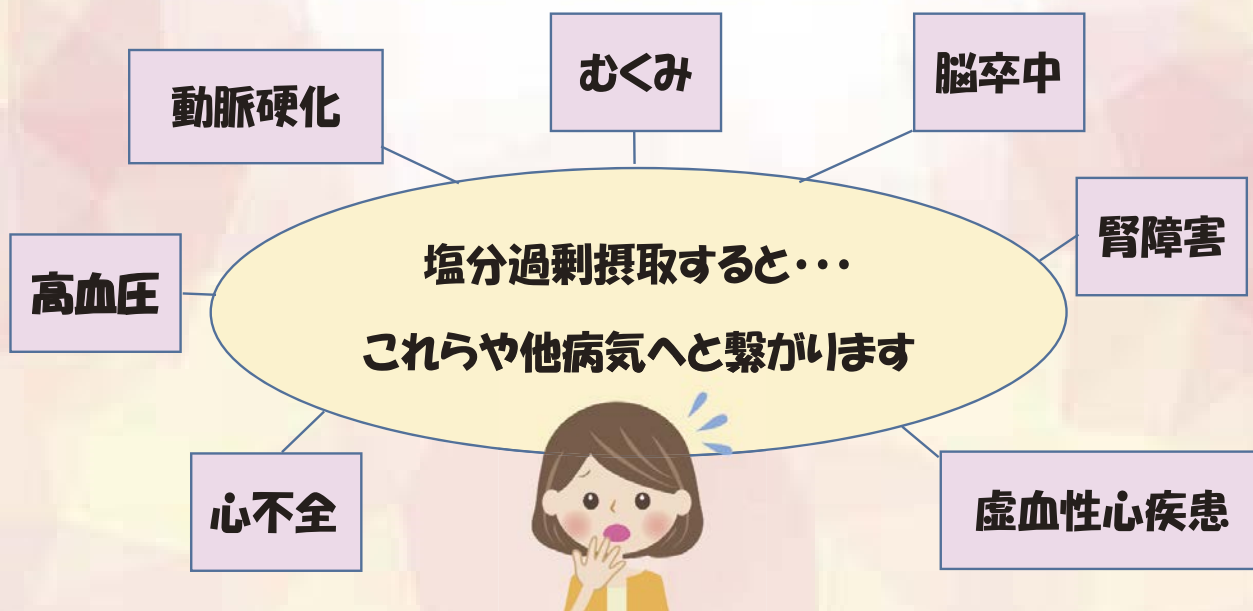 むくみ
脳卒中
動脈硬化
腎障害
高血圧
塩分過剰摂取すると・・・
これらや他病気へと繋がります
心不全
虚血性心疾患